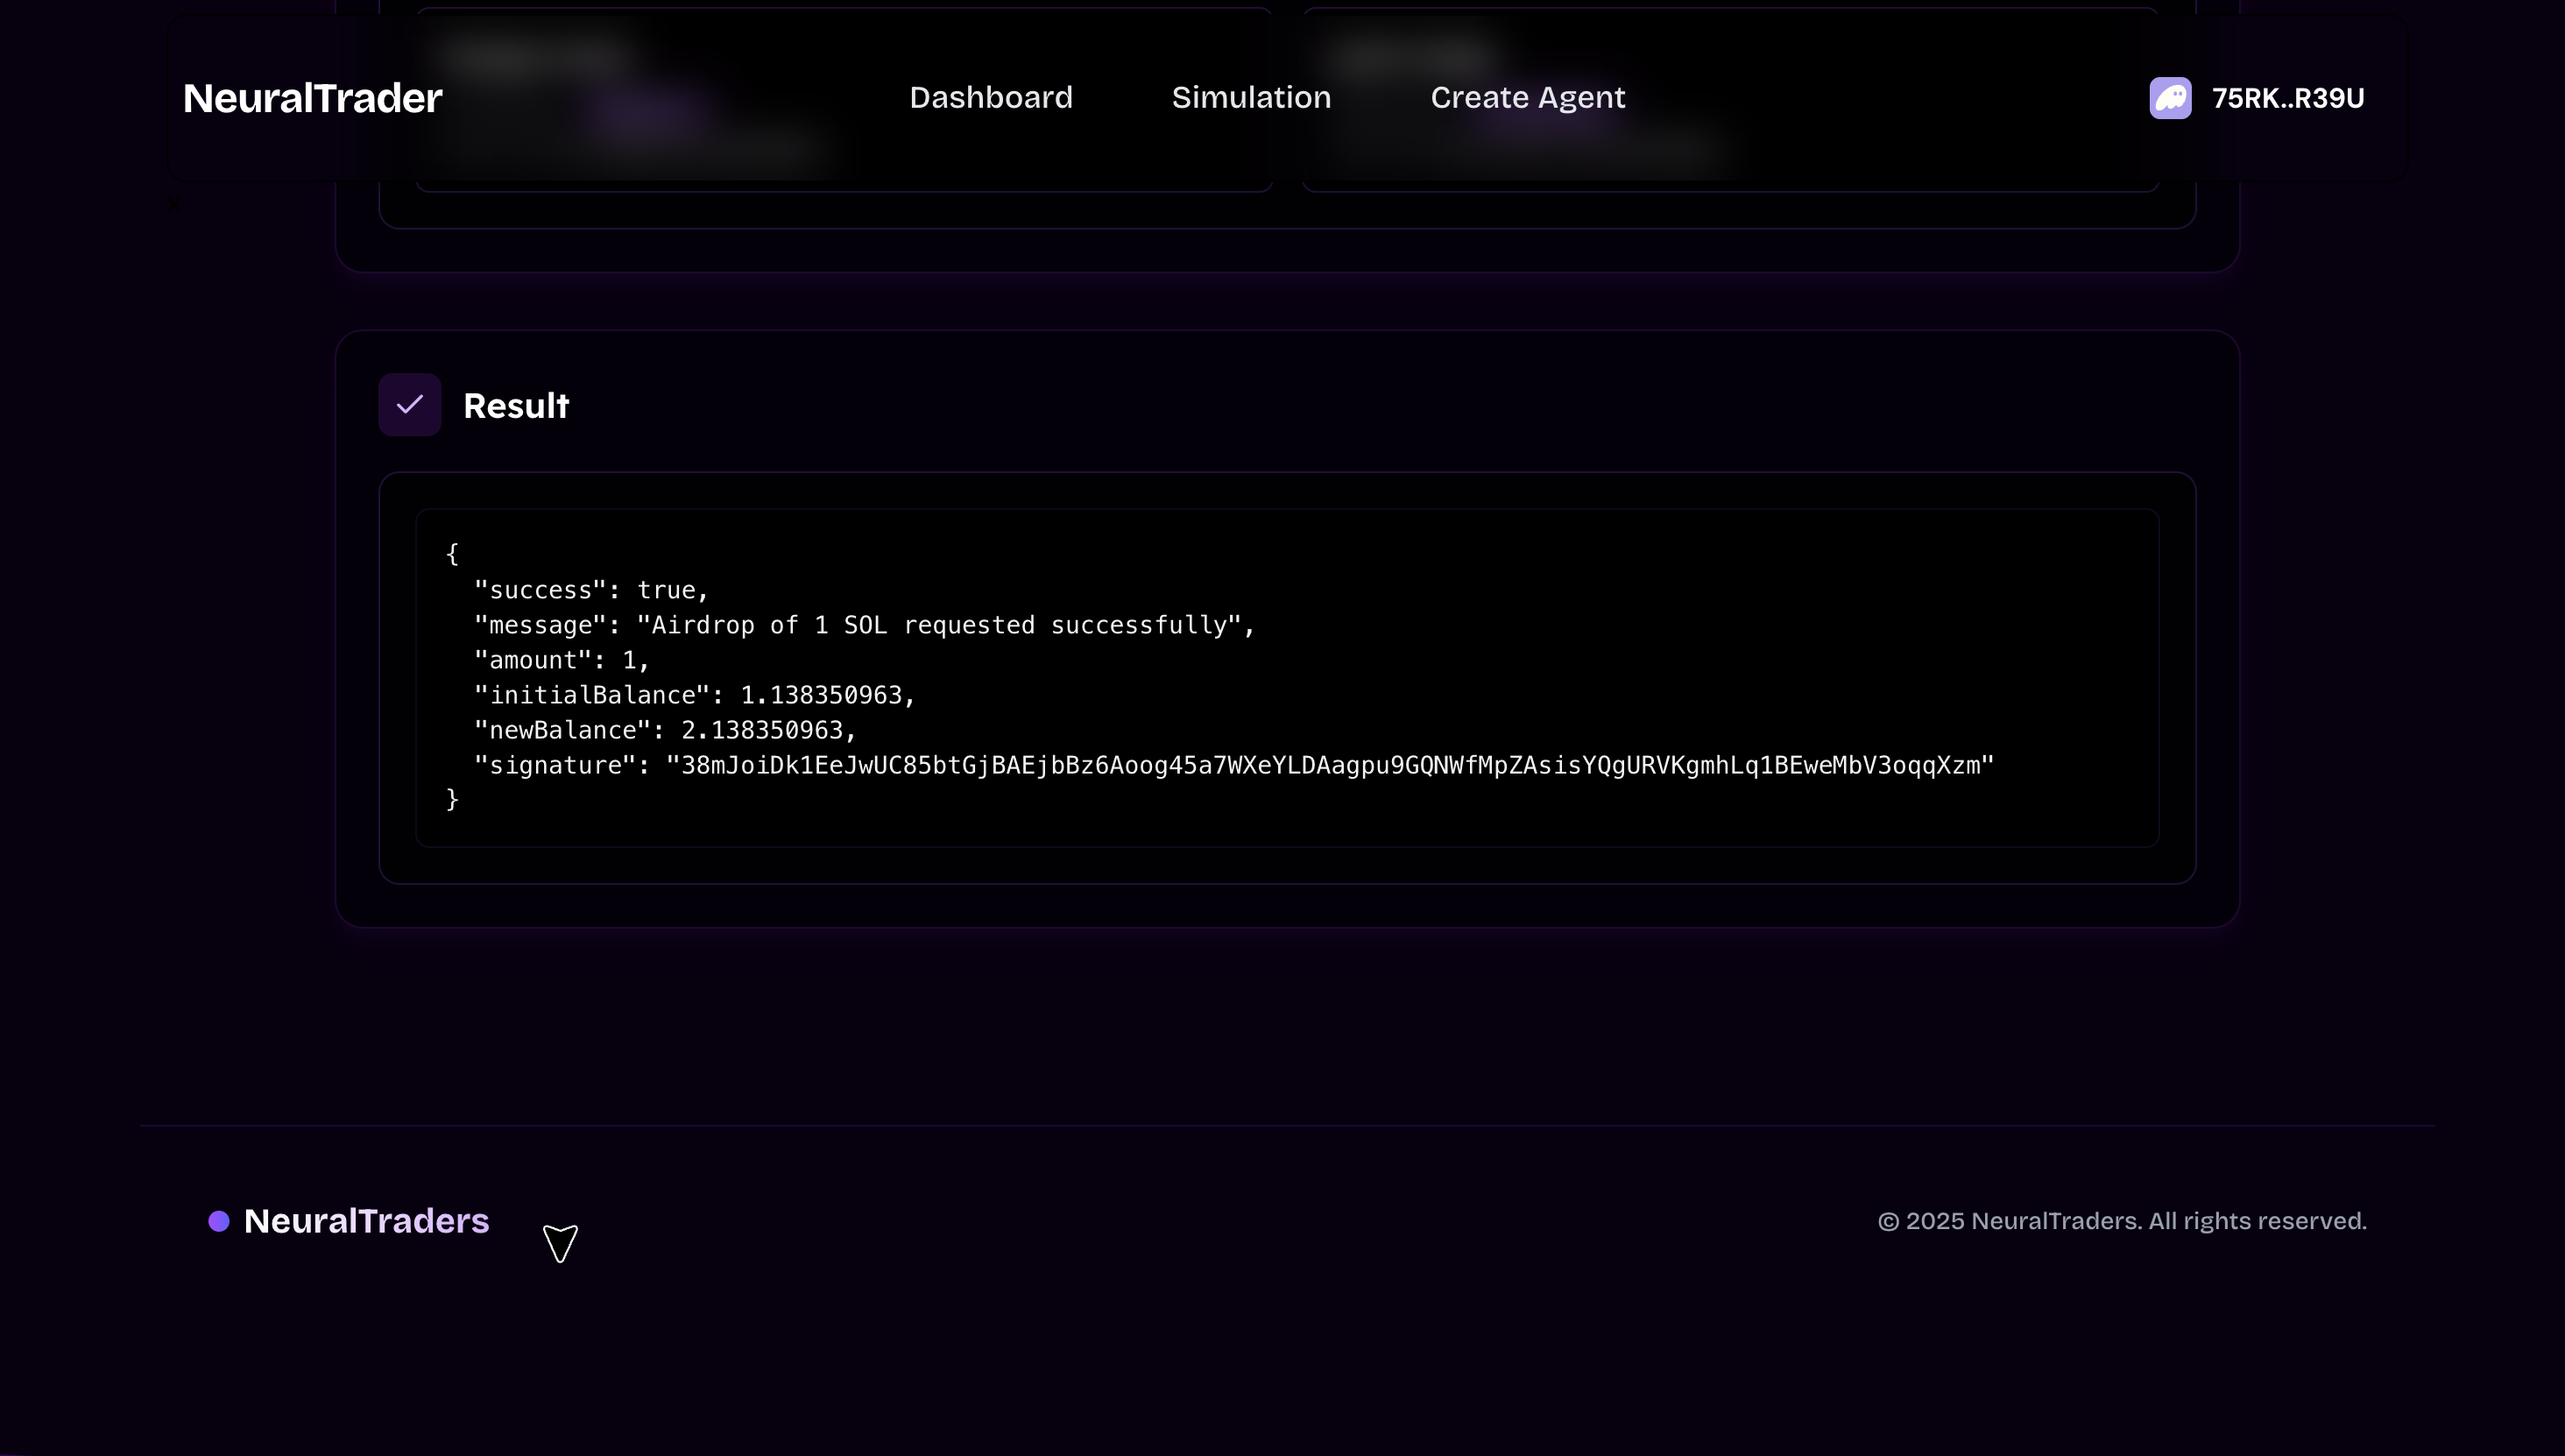 NeuralTrader
Dashboard
Simulation
Create Agent
75RK..R39U
Result
{
"success": true,
"message": "Airdrop of 1 SOL requested successfully",
"amount": 1,
"initialBalance": 1.138350963,
"newBalance": 2.138350963,
"signature": "38mJoiDk1EeJwUC85btGjBAEjbBz6Aoog45a7WXeYLDAagpu9GQNWfMpZAsisYQgURVKgmhLq1BEweMbV3oqqXzm"
}
NeuralTraders
© 2025 NeuralTraders. All rights reserved.